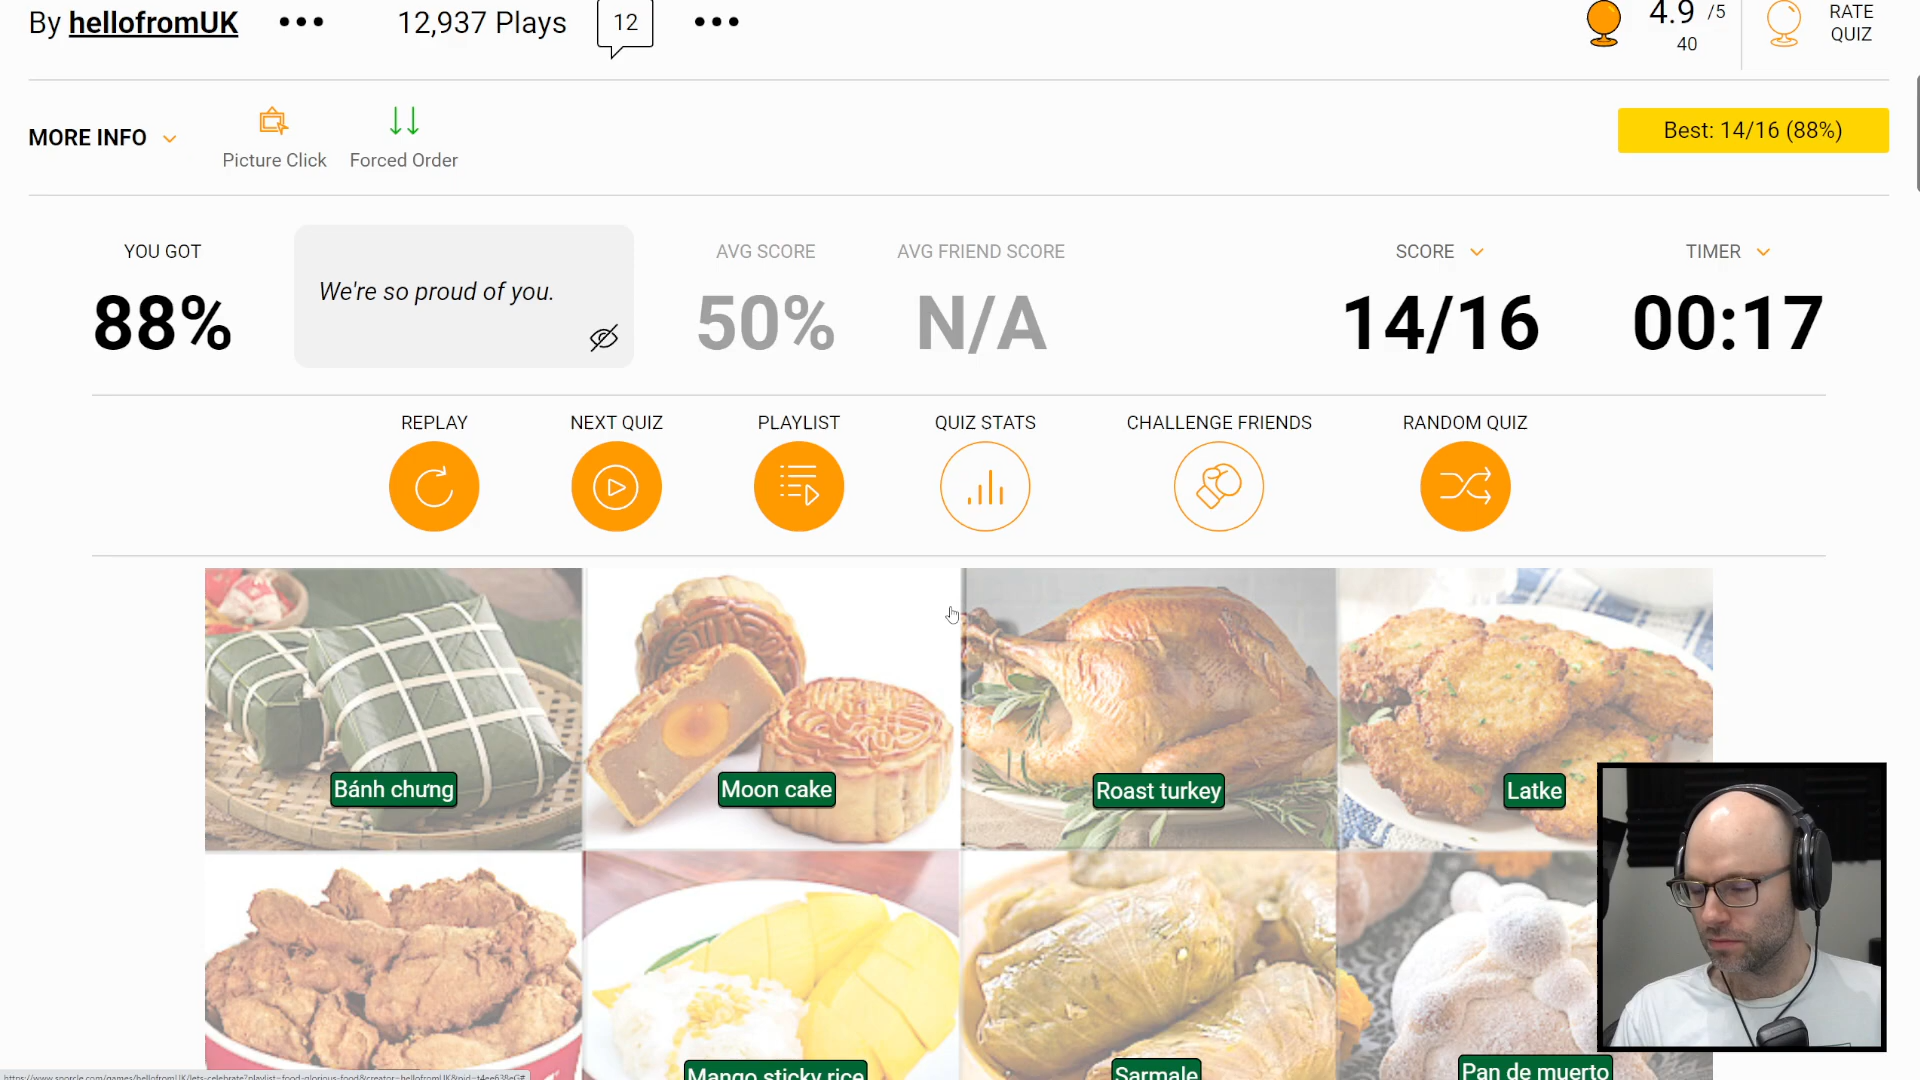 By hellofromUK
12,937 Plays
12
4.9 /5
40
RATE
QUIZ
MORE INFO
Picture Click
Forced Order
Best: 14/16 (88%)
YOU GOT
88%
We're so proud of you.
AVG SCORE
50%
AVG FRIEND SCORE
N/A
SCORE
14/16
TIMER
00:17
REPLAY
NEXT QUIZ
PLAYLIST
QUIZ STATS
CHALLENGE FRIENDS
RANDOM QUIZ
Bánh chưng
Moon cake
Roast turkey
Latke
Mango sticky rice
Sarmale
Pan de muerto